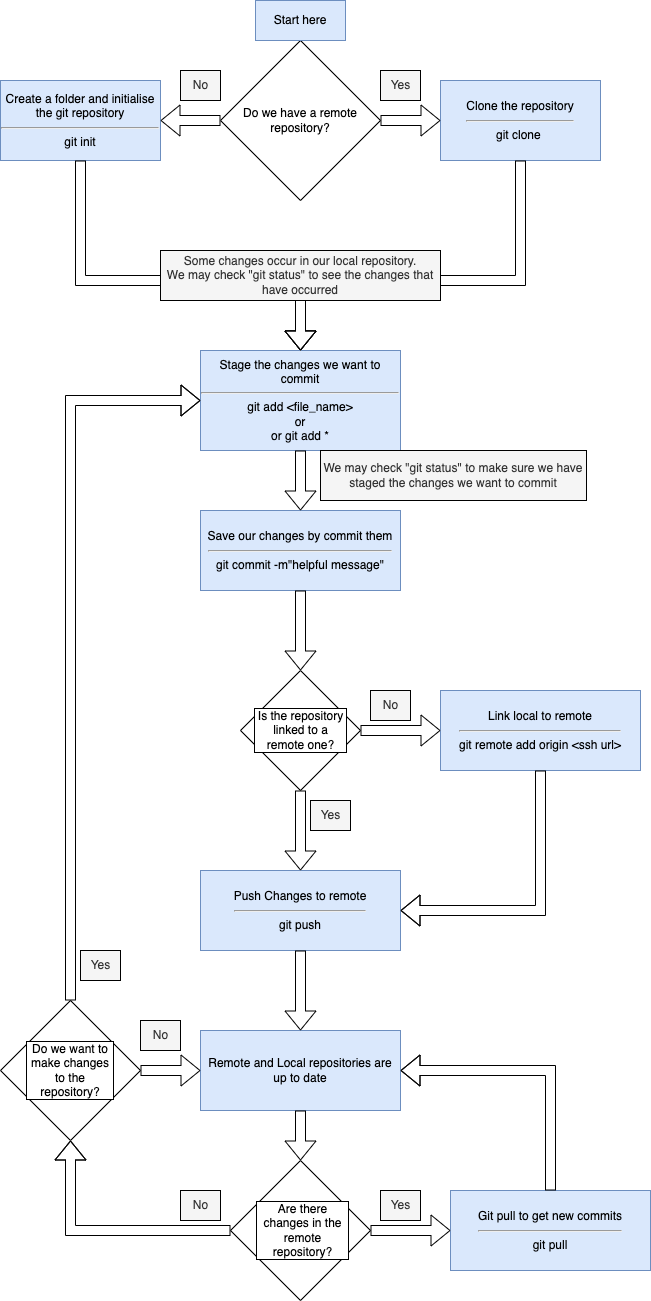 Start here
No
Yes
Do we have a remote
repository?
Create a folder and initialise
the git repository
git init
Clone the repository
git clone
Some changes occur in our local repository.
We may check "git status" to see the changes that
have occurred
Stage the changes we want to
commit
git add <file_name>
or
or git add *
We may check "git status" to make sure we have
staged the changes we want to commit
Save our changes by commit them
git commit -m"helpful message"
Is the repository
linked to a
remote one?
No
Link local to remote
git remote add origin <ssh url>
Yes
Push Changes to remote
git push
Yes
Do we want to
make changes
to the
repository?
No
Remote and Local repositories are
up to date
No
Are there
changes in the
remote
repository?
Yes
Git pull to get new commits
git pull